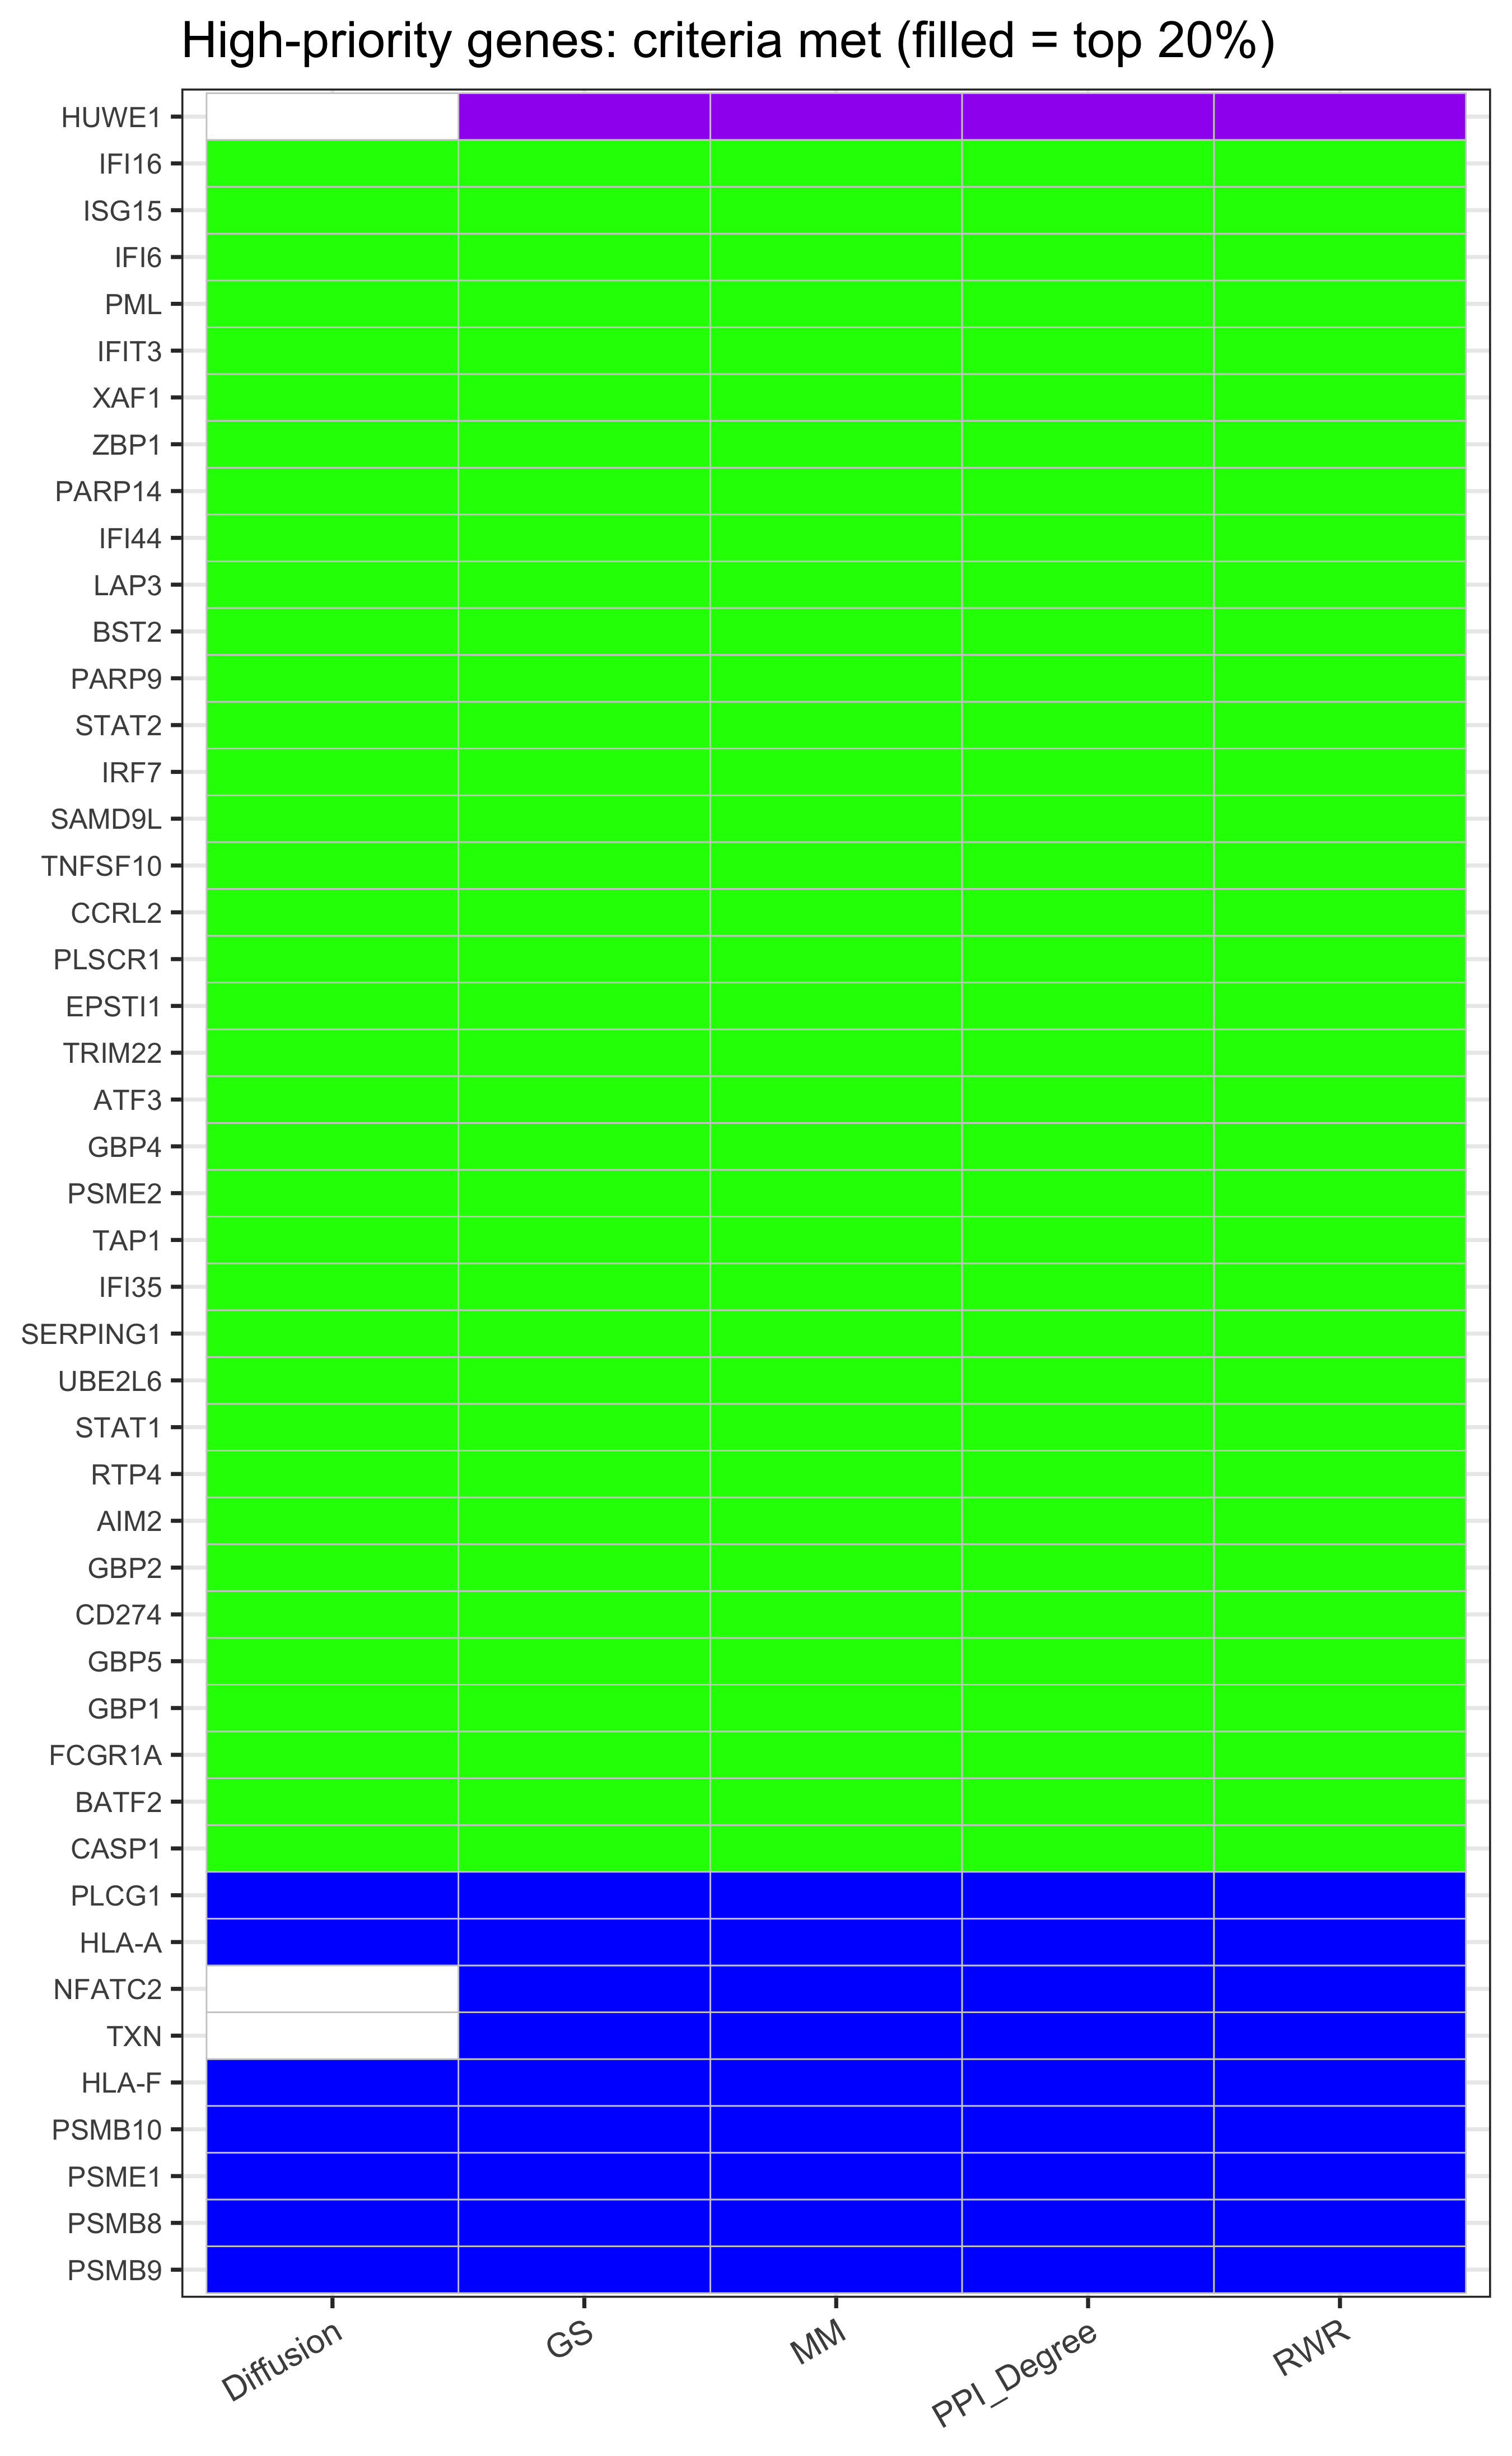 High-priority genes: criteria met (filled = top 20%)
HUWE1
IFI16
ISG15
IFI6
PML
IFIT3
XAF1
ZBP1
PARP14
IFI44
LAP3
BST2
PARP9
STAT2
IRF7
SAMD9L
TNFSF10
CCRL2
PLSCR1
EPSTI1
TRIM22
ATF3
GBP4
PSME2
TAP1
IFI35
SERPING1
UBE2L6
STAT1
RTP4
AIM2
GBP2
CD274
GBP5
GBP1
FCGR1A
BATF2
CASP1
PLCG1
HLA-A
NFATC2
TXN
HLA-F
PSMB10
PSME1
PSMB8
PSMB9
Diffusion
GS
MM
PPI_Degree
RWR